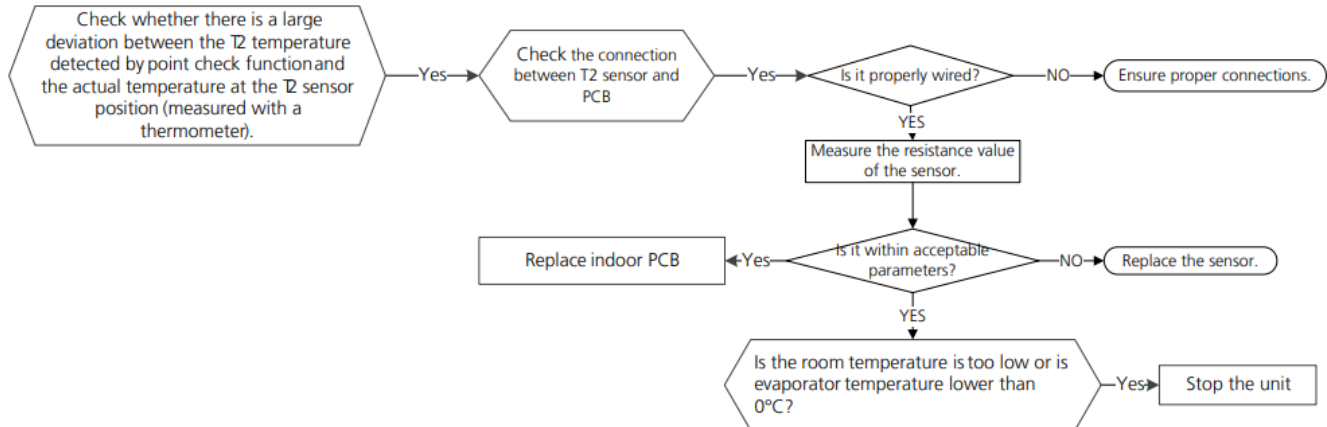 Check whether there is a large
deviation between the T2 temperature
detected by point check function and
the actual temperature at the T2 sensor
position (measured with a
thermometer).
Yes
Check the connection
between T2 sensor and
PCB
Yes
Is it properly wired?
NO
Ensure proper connections.
YES
Measure the resistance value
of the sensor.
Replace indoor PCB
Yes
Is it within acceptable
parameters?
NO
Replace the sensor.
YES
Is the room temperature is too low or is
evaporator temperature lower than
0°C?
Yes
Stop the unit